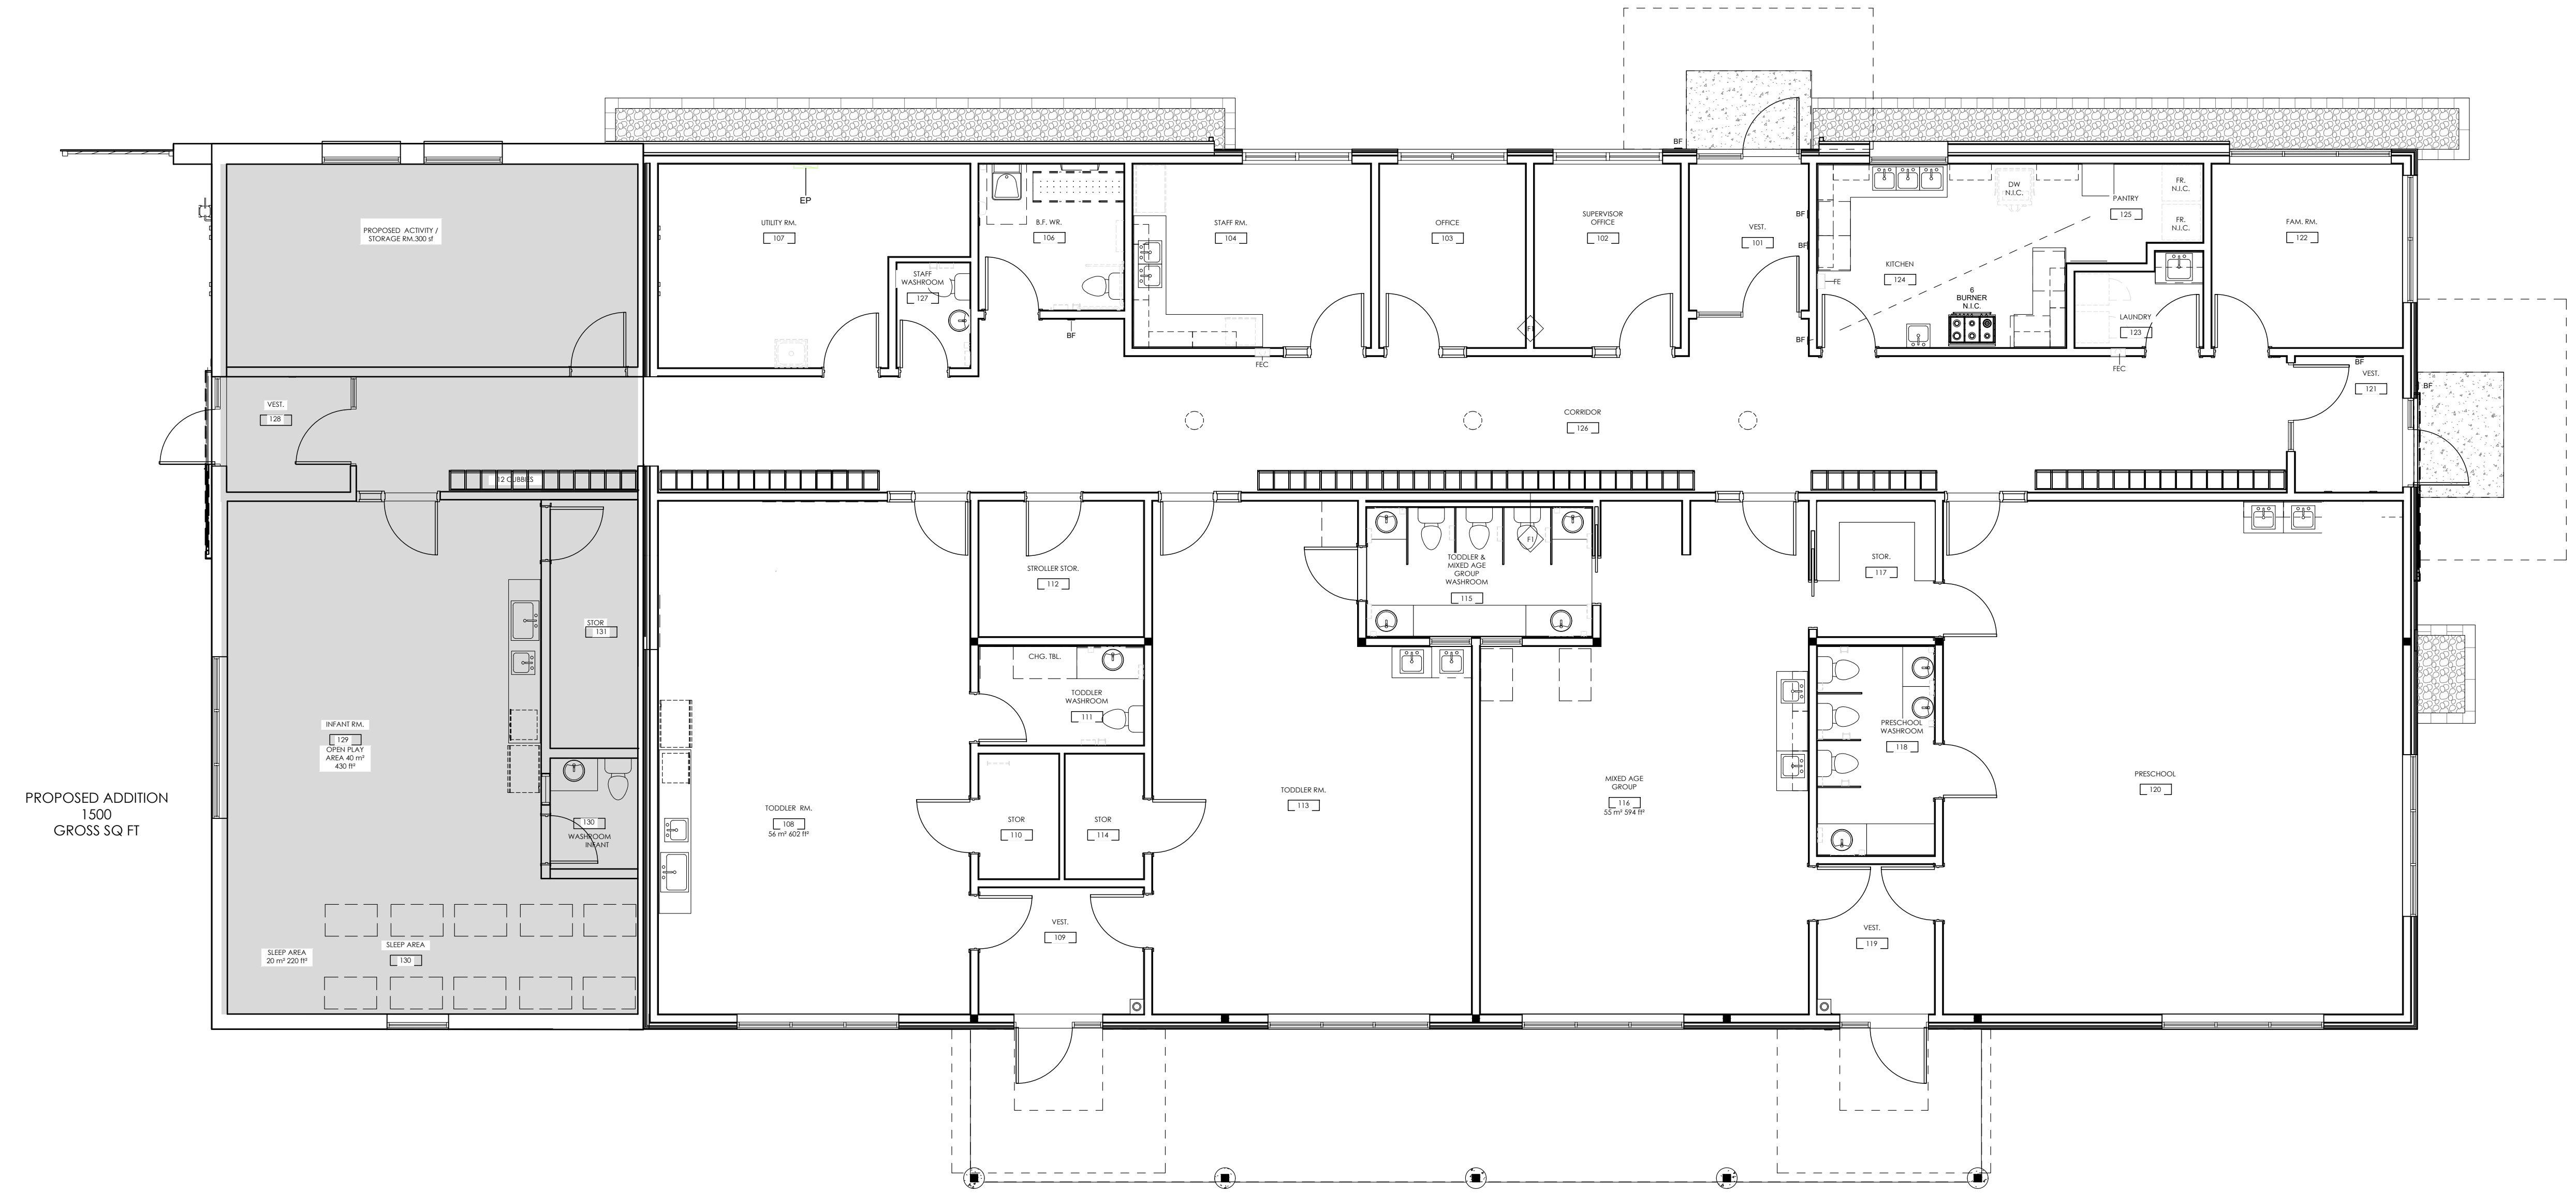 BF
EP
UTILITY RM.
107
B.F. WR.
106
STAFF RM.
104
OFFICE
103
SUPERVISOR
OFFICE
102
VEST.
101
BF
BF
BF
FE
DW
N.I.C.
PANTRY
125
FR.
N.I.C.
FR.
N.I.C.
FAM. RM.
122
PROPOSED ACTIVITY /
STORAGE RM.300 sf
STAFF
WASHROOM
127
KITCHEN
124
6
BURNER
N.I.C.
LAUNDRY
123
F1
BF
FEC
FEC
BF
VEST.
121
BF
VEST.
128
CORRIDOR
126
12 CUBBIES
STOR
131
STROLLER STOR.
112
F1
TODDLER &
MIXED AGE
GROUP
WASHROOM
115
STOR.
117
CHG. TBL.
TODDLER
WASHROOM
111
INFANT RM.
129
OPEN PLAY
AREA 40 m²
430 ft²
PRESCHOOL
WASHROOM
118
PROPOSED ADDITION
1500
GROSS SQ FT
130
WASHROOM
INFANT
TODDLER RM.
108
56 m² 602 ft²
STOR
110
STOR
114
TODDLER RM.
113
MIXED AGE
GROUP
116
55 m² 594 ft²
PRESCHOOL
120
SLEEP AREA
20 m² 220 ft²
SLEEP AREA
130
VEST.
109
VEST.
119